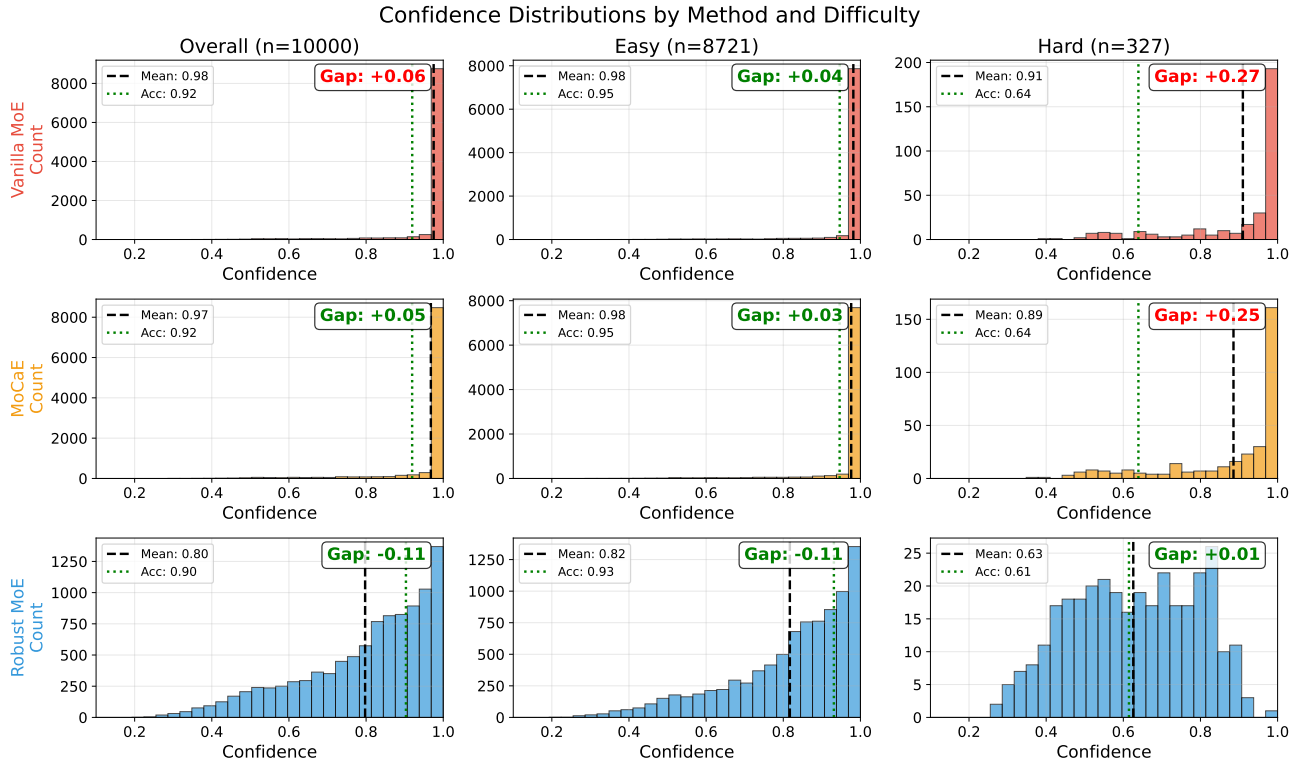 Confidence Distributions by Method and Difficulty
Overall (n=10000)
Easy (n=8721)
Hard (n=327)
Vanilla MoE
Count
8000
6000
4000
2000
0
Mean: 0.98
Acc: 0.92
Gap: +0.06
0.2 0.4 0.6 0.8 1.0
Confidence
8000
6000
4000
2000
0
Mean: 0.98
Acc: 0.95
Gap: +0.04
0.2 0.4 0.6 0.8 1.0
Confidence
200
150
100
50
0
Mean: 0.91
Acc: 0.64
Gap: +0.27
0.2 0.4 0.6 0.8 1.0
Confidence
MoCaE
Count
8000
6000
4000
2000
0
Mean: 0.97
Acc: 0.92
Gap: +0.05
0.2 0.4 0.6 0.8 1.0
Confidence
8000
6000
4000
2000
0
Mean: 0.98
Acc: 0.95
Gap: +0.03
0.2 0.4 0.6 0.8 1.0
Confidence
150
100
50
0
Mean: 0.89
Acc: 0.64
Gap: +0.25
0.2 0.4 0.6 0.8 1.0
Confidence
Robust MoE
Count
1250
1000
750
500
250
0
Mean: 0.80
Acc: 0.90
Gap: -0.11
0.2 0.4 0.6 0.8 1.0
Confidence
1250
1000
750
500
250
0
Mean: 0.82
Acc: 0.93
Gap: -0.11
0.2 0.4 0.6 0.8 1.0
Confidence
25
20
15
10
5
0
Mean: 0.63
Acc: 0.61
Gap: +0.01
0.2 0.4 0.6 0.8 1.0
Confidence